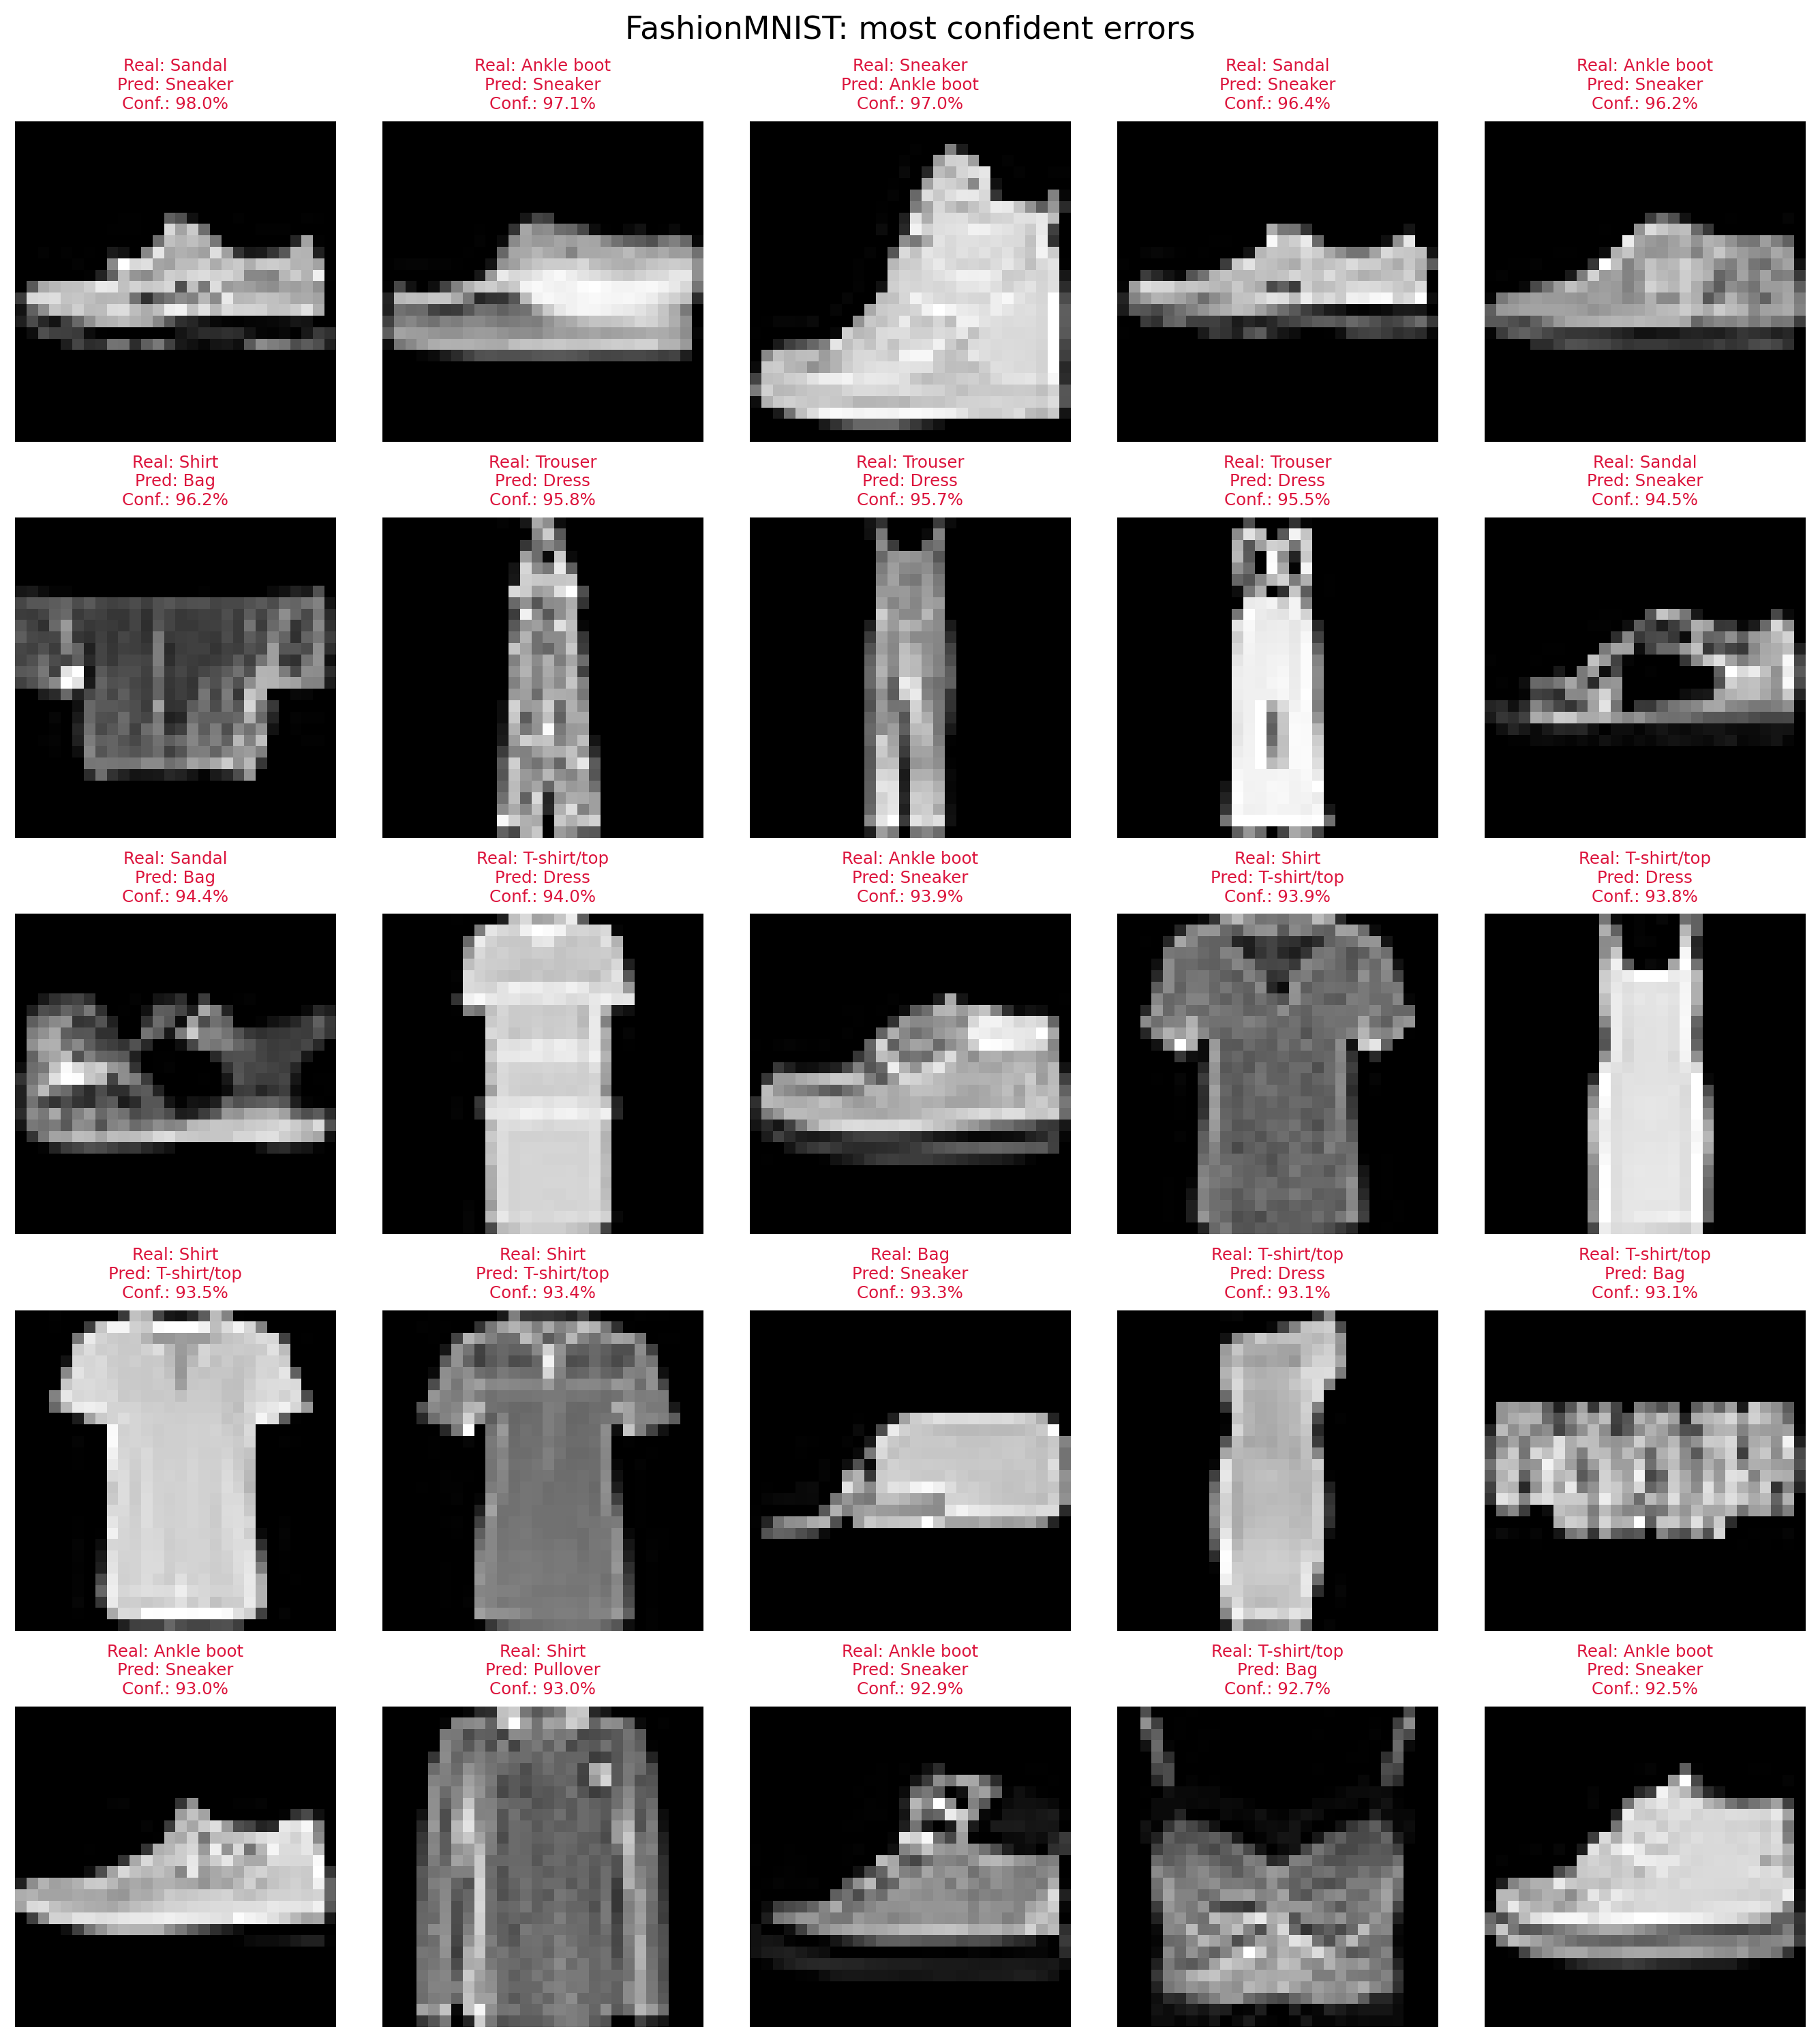 FashionMNIST: most confident errors
Real: Sandal
Pred: Sneaker
Conf.: 98.0%
Real: Ankle boot
Pred: Sneaker
Conf.: 97.1%
Real: Sneaker
Pred: Ankle boot
Conf.: 97.0%
Real: Sandal
Pred: Sneaker
Conf.: 96.4%
Real: Ankle boot
Pred: Sneaker
Conf.: 96.2%
Real: Shirt
Pred: Bag
Conf.: 96.2%
Real: Trouser
Pred: Dress
Conf.: 95.8%
Real: Trouser
Pred: Dress
Conf.: 95.7%
Real: Trouser
Pred: Dress
Conf.: 95.5%
Real: Sandal
Pred: Sneaker
Conf.: 94.5%
Real: Sandal
Pred: Bag
Conf.: 94.4%
Real: T-shirt/top
Pred: Dress
Conf.: 94.0%
Real: Ankle boot
Pred: Sneaker
Conf.: 93.9%
Real: Shirt
Pred: T-shirt/top
Conf.: 93.9%
Real: T-shirt/top
Pred: Dress
Conf.: 93.8%
Real: Shirt
Pred: T-shirt/top
Conf.: 93.5%
Real: Shirt
Pred: T-shirt/top
Conf.: 93.4%
Real: Bag
Pred: Sneaker
Conf.: 93.3%
Real: T-shirt/top
Pred: Dress
Conf.: 93.1%
Real: T-shirt/top
Pred: Bag
Conf.: 93.1%
Real: Ankle boot
Pred: Sneaker
Conf.: 93.0%
Real: Shirt
Pred: Pullover
Conf.: 93.0%
Real: Ankle boot
Pred: Sneaker
Conf.: 92.9%
Real: T-shirt/top
Pred: Bag
Conf.: 92.7%
Real: Ankle boot
Pred: Sneaker
Conf.: 92.5%